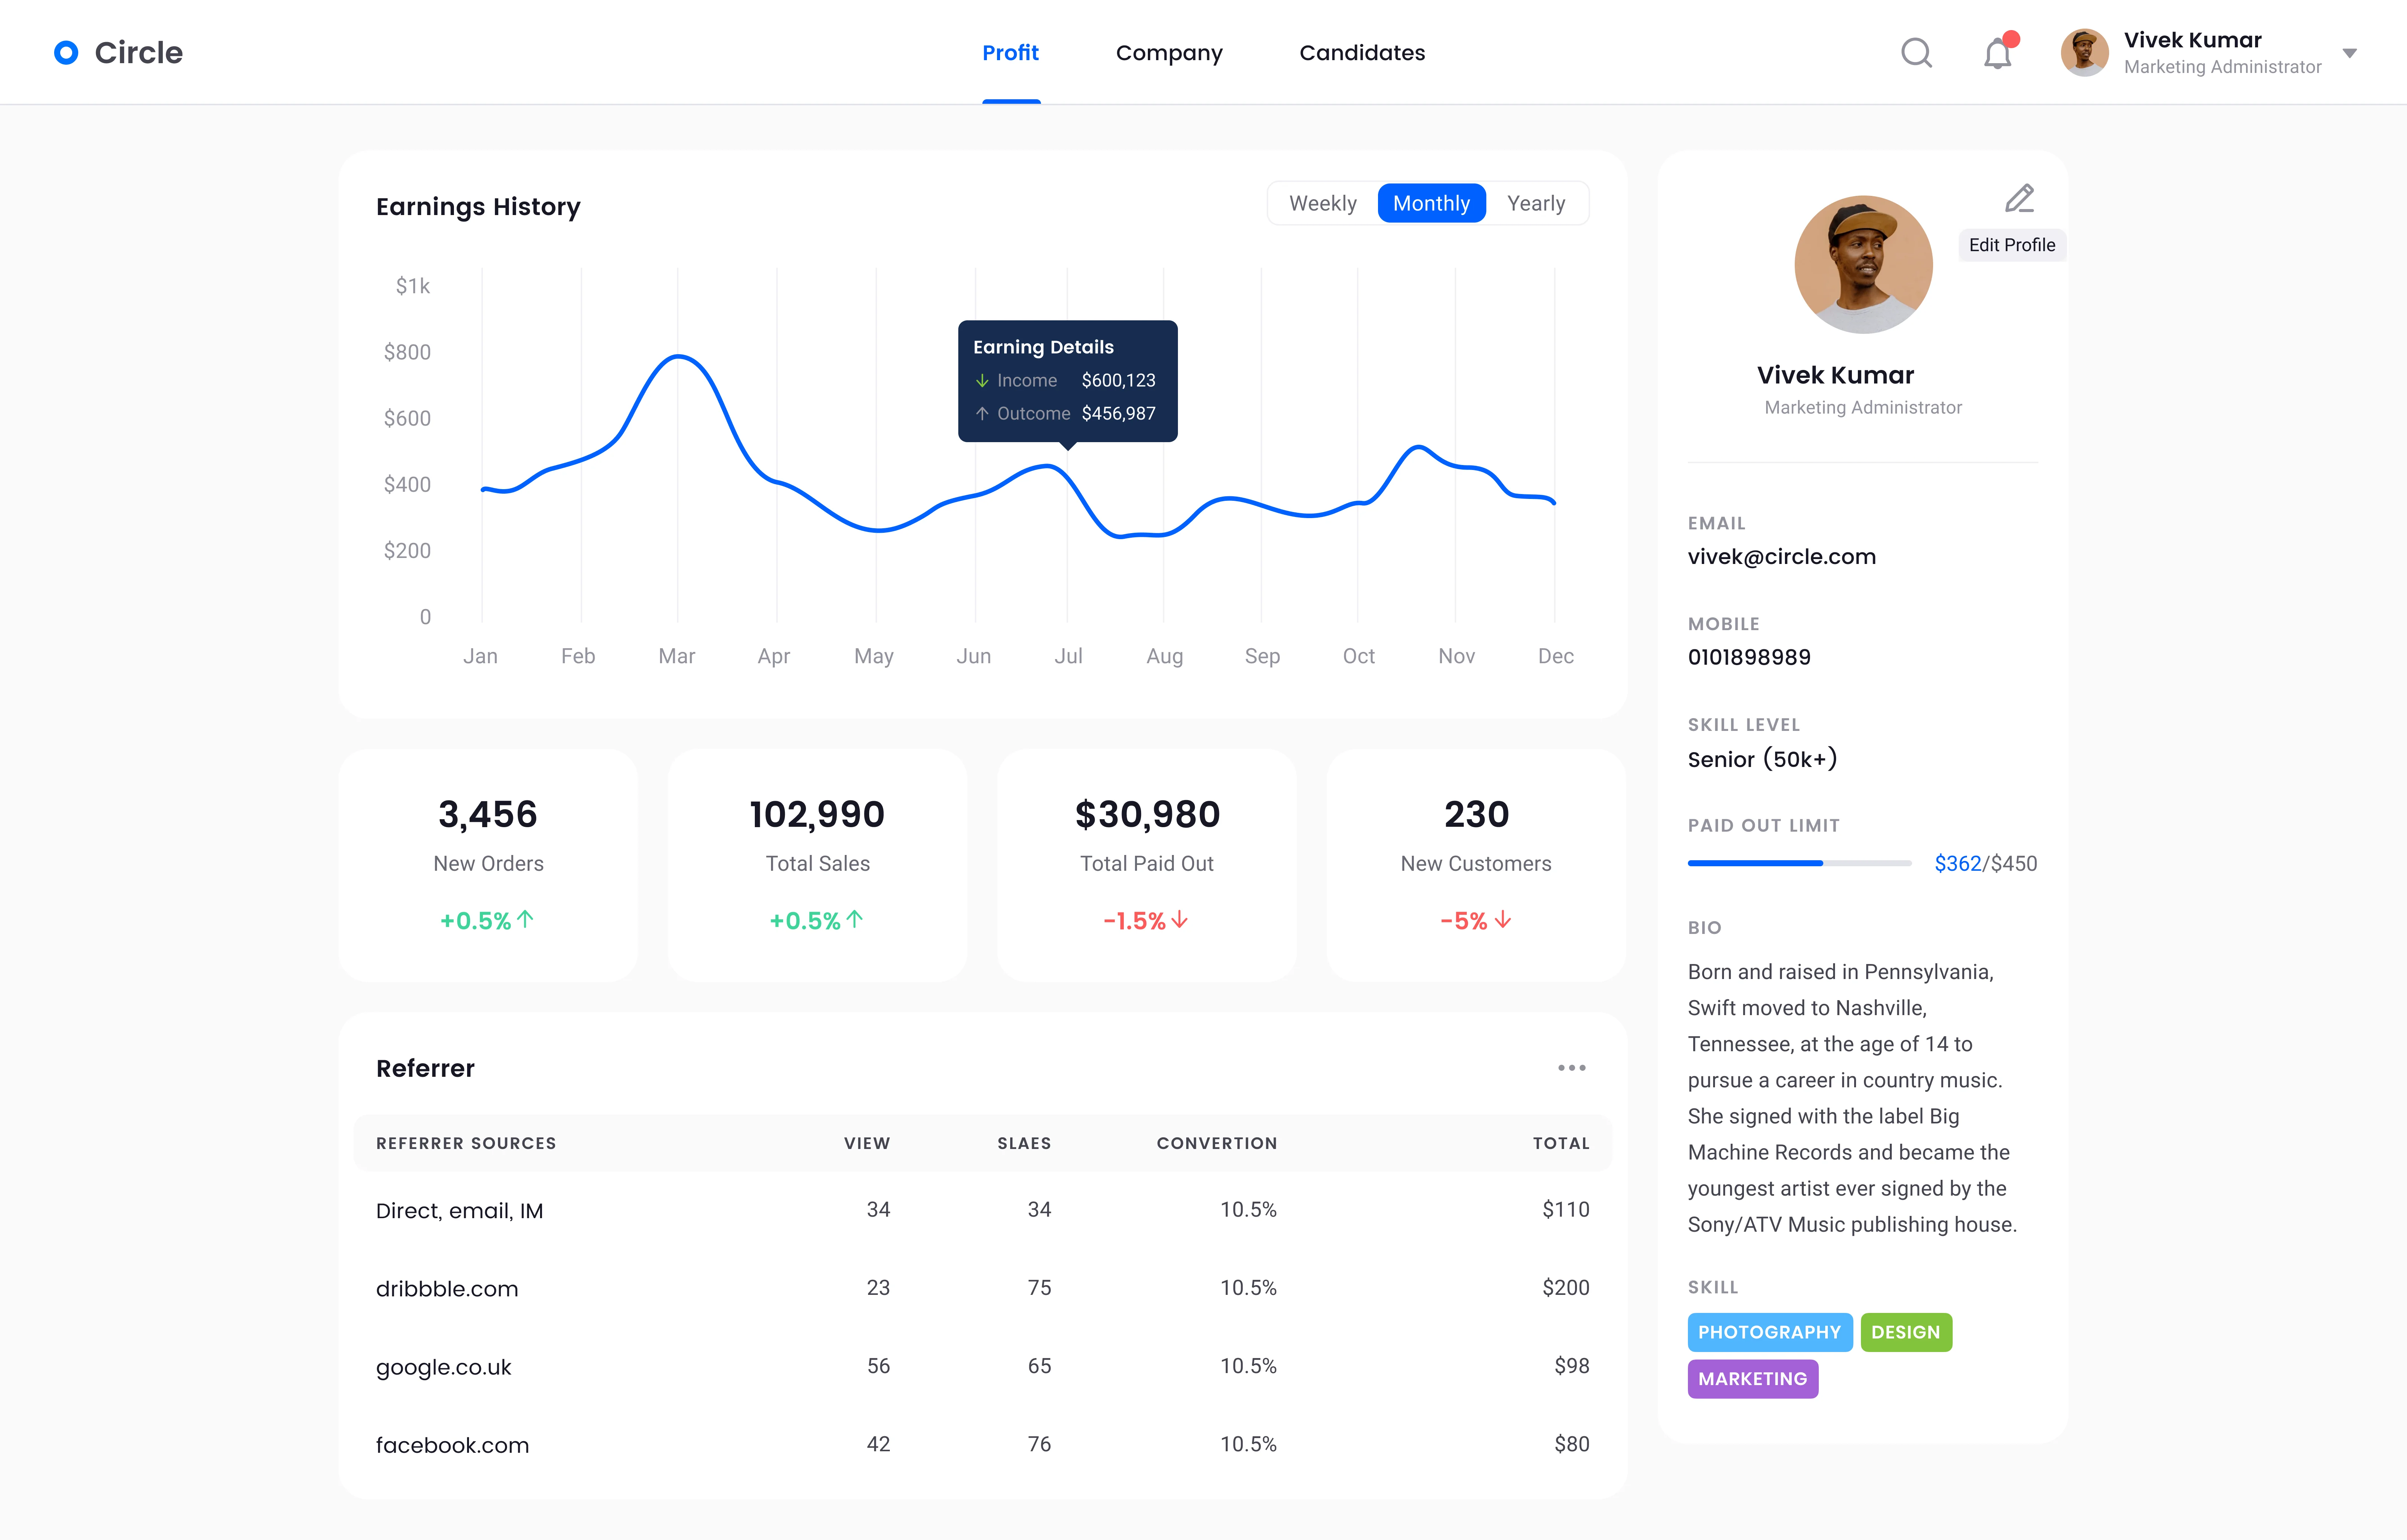 Circle
Profit
Company
Candidates
Vivek Kumar
Marketing Administrator
Earnings History
Weekly
Monthly
Yearly
$1k
$800
$600
$400
$200
0
Earning Details
Income $600,123
Outcome $456,987
Jan Feb Mar Apr May Jun Jul Aug Sep Oct Nov Dec
3,456
New Orders
+0.5%
102,990
Total Sales
+0.5%
$30,980
Total Paid Out
-1.5%
230
New Customers
-5%
Referrer
REFERRER SOURCES VIEW SLAES CONVERTION TOTAL
Direct, email, IM 34 34 10.5% $110
dribbble.com 23 75 10.5% $200
google.co.uk 56 65 10.5% $98
facebook.com 42 76 10.5% $80
Edit Profile
Vivek Kumar
Marketing Administrator
EMAIL
vivek@circle.com
MOBILE
0101898989
SKILL LEVEL
Senior (50k+)
PAID OUT LIMIT
$362/$450
BIO
Born and raised in Pennsylvania,
Swift moved to Nashville,
Tennessee, at the age of 14 to
pursue a career in country music.
She signed with the label Big
Machine Records and became the
youngest artist ever signed by the
Sony/ATV Music publishing house.
SKILL
PHOTOGRAPHY DESIGN
MARKETING